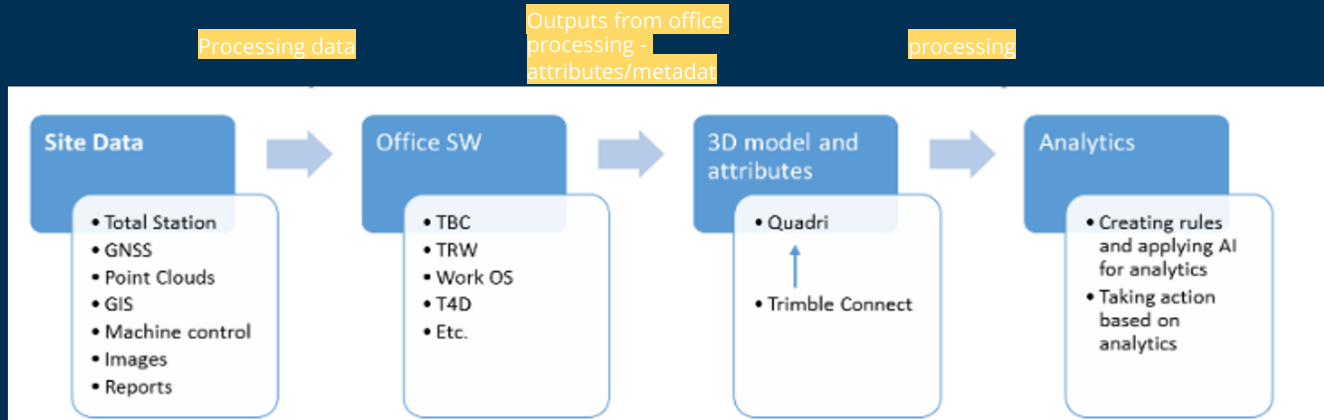 Processing data
Outputs from office
processing -
attributes/metadat
processing
Site Data
• Total Station
• GNSS
• Point Clouds
• GIS
• Machine control
• Images
• Reports
Office SW
• TBC
• TRW
• Work OS
• T4D
• Etc.
3D model and
attributes
• Quadri
• Trimble Connect
Analytics
• Creating rules
and applying AI
for analytics
• Taking action
based on
analytics